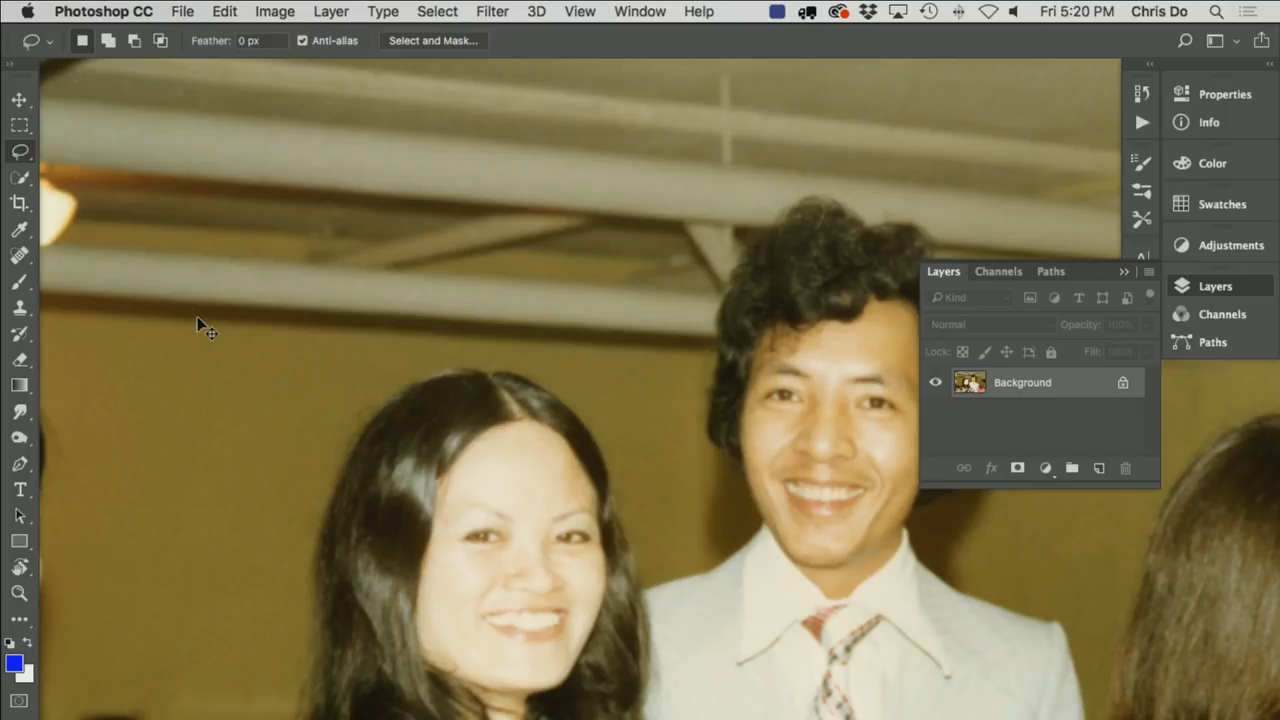 Photoshop CC File Edit Image Layer Type Select Filter 3D View Window Help Fri 5:20 PM Chris Do
Feather: 0 px Anti-alias Select and Mask...
Properties
Info
Color
Swatches
Adjustments
Layers
Channels
Paths
Layers Channels Paths
Kind
Normal Opacity: 100%
Lock: Fill: 100%
Background